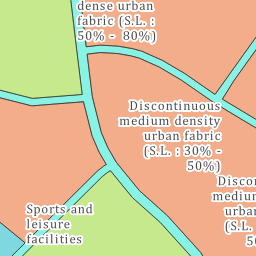 dense urban
fabric (S.L. :
50% -  80%)
Discontinuous
medium density
urban fabric
(S.L. : 30% -
50%)
Sports and
leisure
facilities